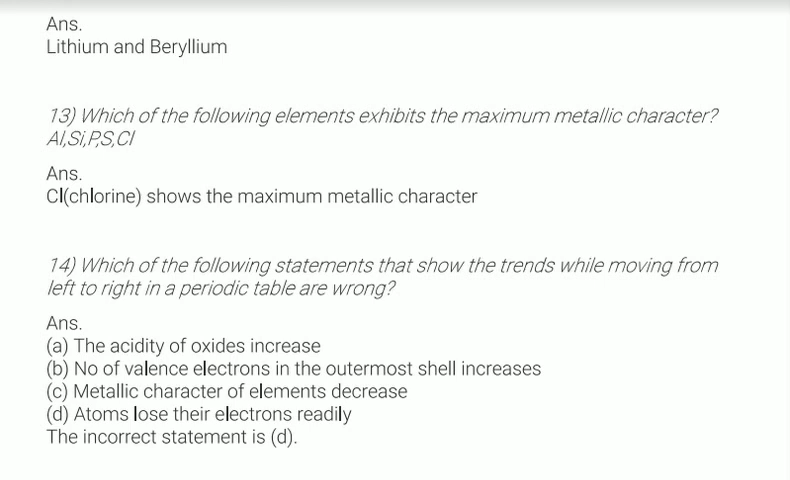 Ans.
Lithium and Beryllium
13) Which of the following elements exhibits the maximum metallic character?
Al,Si,P,S,Cl
Ans.
Cl(chlorine) shows the maximum metallic character
14) Which of the following statements that show the trends while moving from
left to right in a periodic table are wrong?
Ans.
(a) The acidity of oxides increase
(b) No of valence electrons in the outermost shell increases
(c) Metallic character of elements decrease
(d) Atoms lose their electrons readily
The incorrect statement is (d).